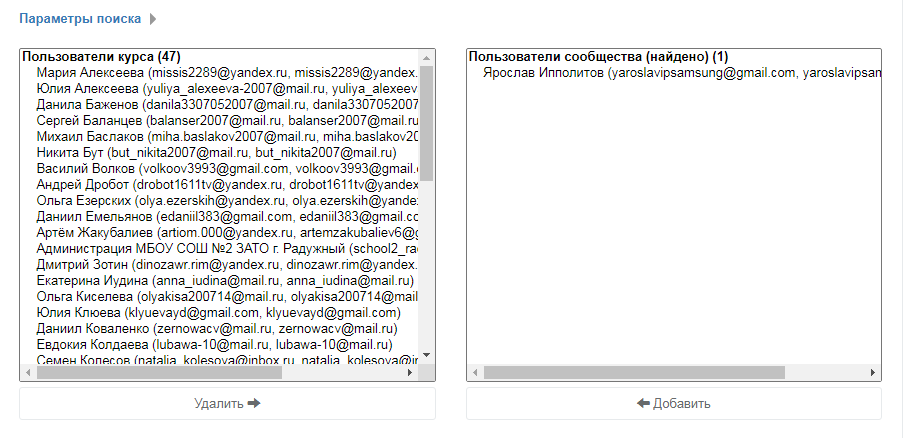 Параметры поиска
Пользователи курса (47)
Мария Алексеева (missis2289@yandex.ru, missis2289@yandex.
Юлия Алексеева (yuliya_alexeeva-2007@mail.ru, yuliya_alexeev
Данила Баженов (danila3307052007@mail.ru, danila3307052007
Сергей Баланцев (balanser2007@mail.ru, balanser2007@mail.ru
Михаил Баслаков (miha.baslakov2007@mail.ru, miha.baslakov
Никита Бут (but_nikita2007@mail.ru, but_nikita2007@mail.ru)
Василий Волков (volkoov3993@gmail.com, volkoov3993@gmail.
Андрей Дробот (drobot1611tv@yandex.ru, drobot1611tv@yandex
Ольга Езерских (olya.ezerskih@yandex.ru, olya.ezerskih@yande
Даниил Емельянов (edaniil383@gmail.com, edaniil383@gmail.co
Артём Жакубалиев (artiom.000@yandex.ru, artemzakubaliev6@g
Администрация МБОУ СОШ №2 ЗАТО г. Радужный (school2_ra
Дмитрий Зотин (dinozawr.rim@yandex.ru, dinozawr.rim@yandex.
Екатерина Иудина (anna_iudina@mail.ru, anna_iudina@mail.ru)
Ольга Киселева (olyakisa200714@mail.ru, olyakisa200714@mail
Юлия Клюева (klyuevayd@gmail.com, klyuevayd@gmail.com)
Даниил Коваленко (zernowacv@mail.ru, zernowacv@mail.ru)
Евдокия Колдаева (lubawa-10@mail.ru, lubawa-10@mail.ru)
Семен Колесов (natalia_kolesova@inbox.ru, natalia_kolesova@in
Удалить
Пользователи сообщества (найдено) (1)
Ярослав Ипполитов (yaroslavipsamsung@gmail.com, yaroslavipsam
Добавить